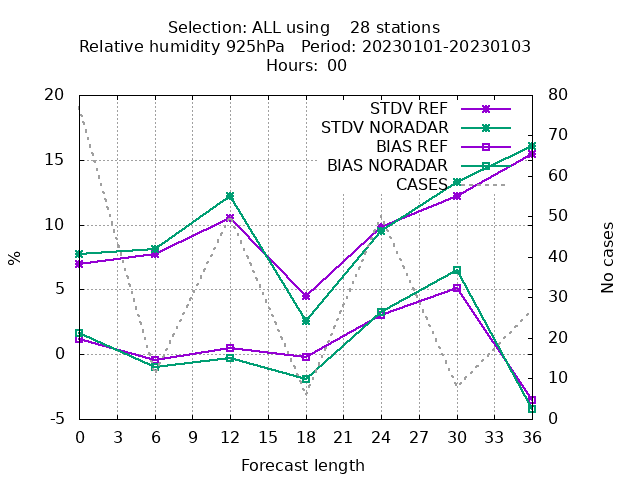 Selection: ALL using    28 stations
Relative humidity 925hPa   Period: 20230101-20230103
Hours: 00
STDV REF
STDV NORADAR
BIAS REF
BIAS NORADAR
CASES
20
15
10
5
0
-5
%
80
70
60
50
40
30
20
10
0
No cases
0 3 6 9 12 15 18 21 24 27 30 33 36
Forecast length